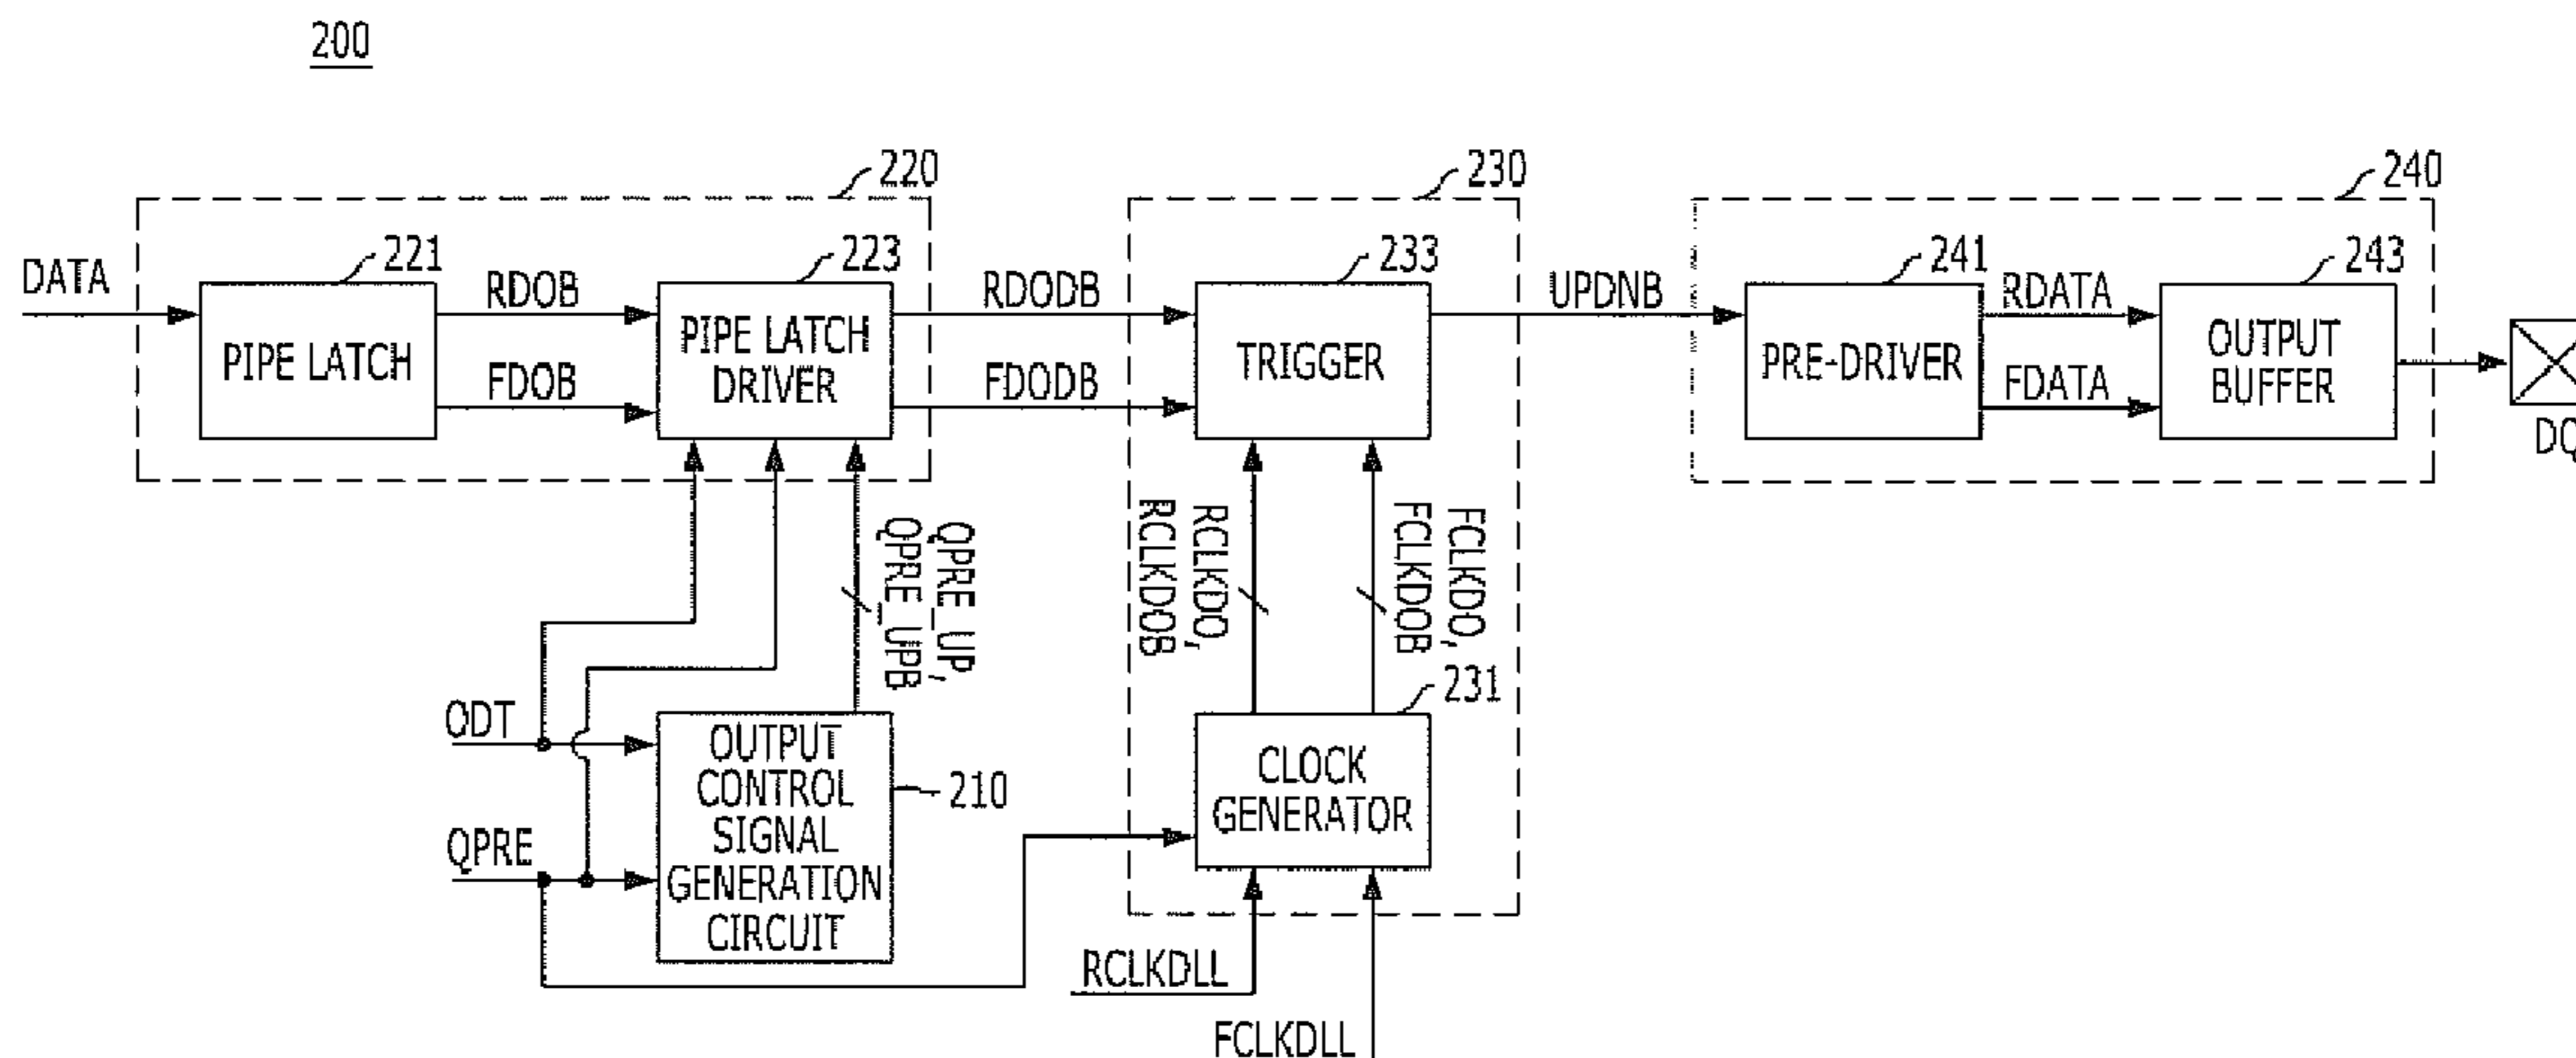 200
220
230
240
DATA
221
RDOB
223
RDODB
233
UPDNB
241
RDATA
243
PIPE LATCH
PIPE LATCH
DRIVER
TRIGGER
PRE-DRIVER
OUTPUT
BUFFER
FDOB
FDODB
FDATA
DQ
QPRE_UP,
QPRE_UPB
RCLKDO,
RCLKDOB
FCLKDO,
FCLKDOB
231
ODT
OUTPUT
CONTROL
SIGNAL
GENERATION
CIRCUIT
210
CLOCK
GENERATOR
QPRE
RCLKDLL
FCLKDLL